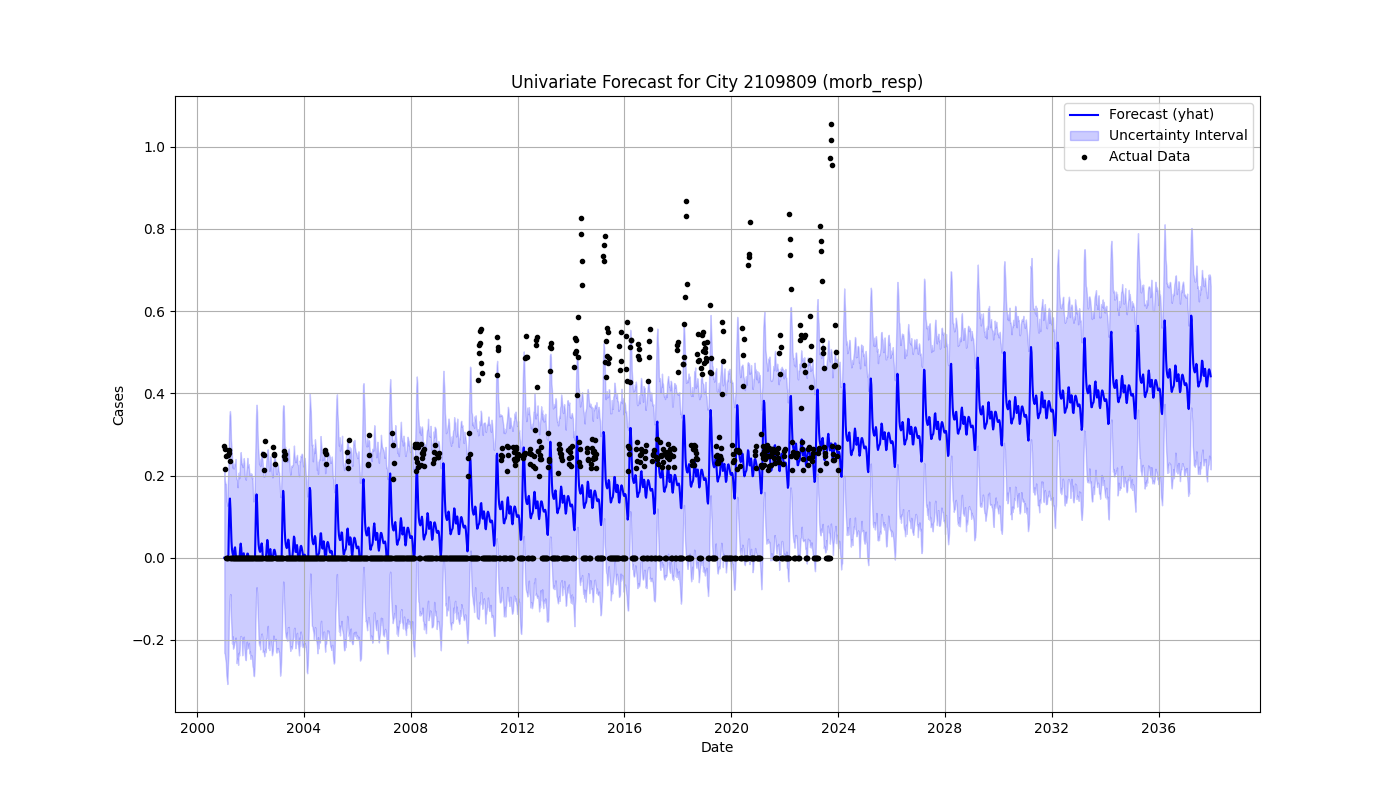 Univariate Forecast for City 2109809 (morb_resp)
Forecast (yhat)
Uncertainty Interval
Actual Data
Cases
1.0
0.8
0.6
0.4
0.2
0.0
−0.2
2000 2004 2008 2012 2016 2020 2024 2028 2032 2036
Date